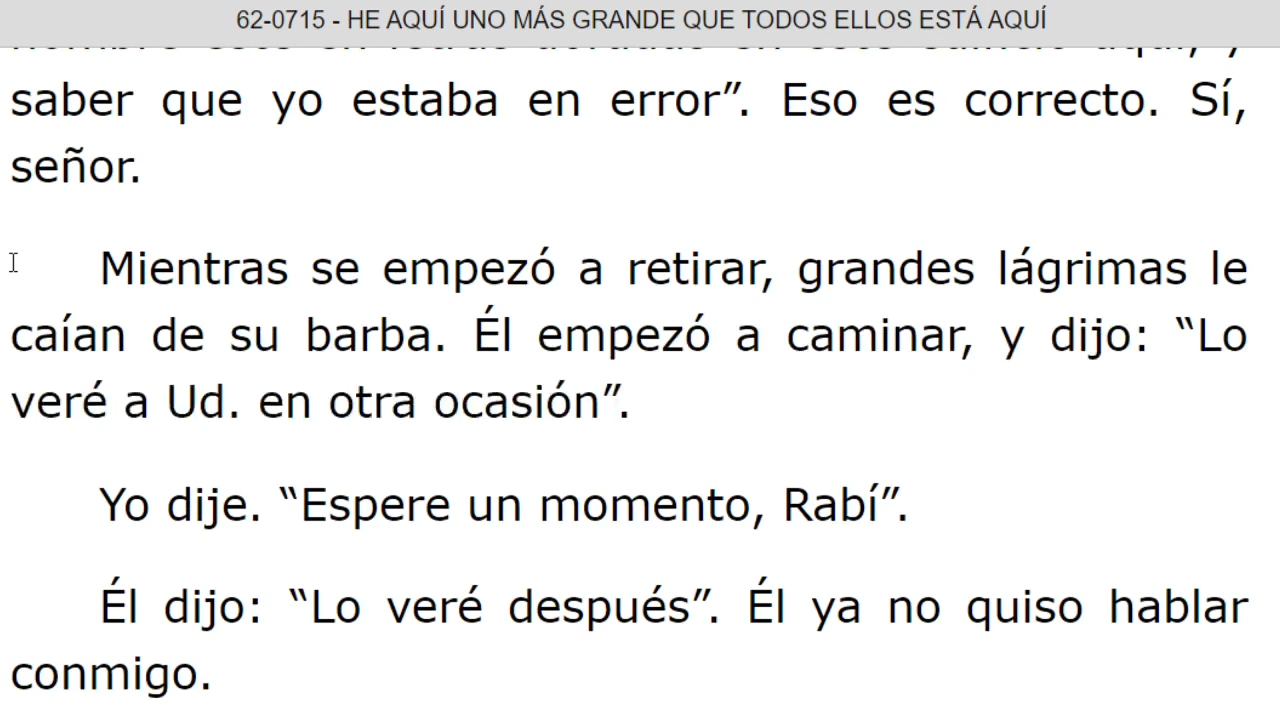 62-0715 - HE AQUÍ UNO MÁS GRANDE QUE TODOS ELLOS ESTÁ AQUÍ
saber que yo estaba en error”. Eso es correcto. Sí,
señor.
Mientras se empezó a retirar, grandes lágrimas le
caían de su barba. Él empezó a caminar, y dijo: “Lo
veré a Ud. en otra ocasión”.
Yo dije. “Espere un momento, Rabí”.
Él dijo: “Lo veré después”. Él ya no quiso hablar
conmigo.